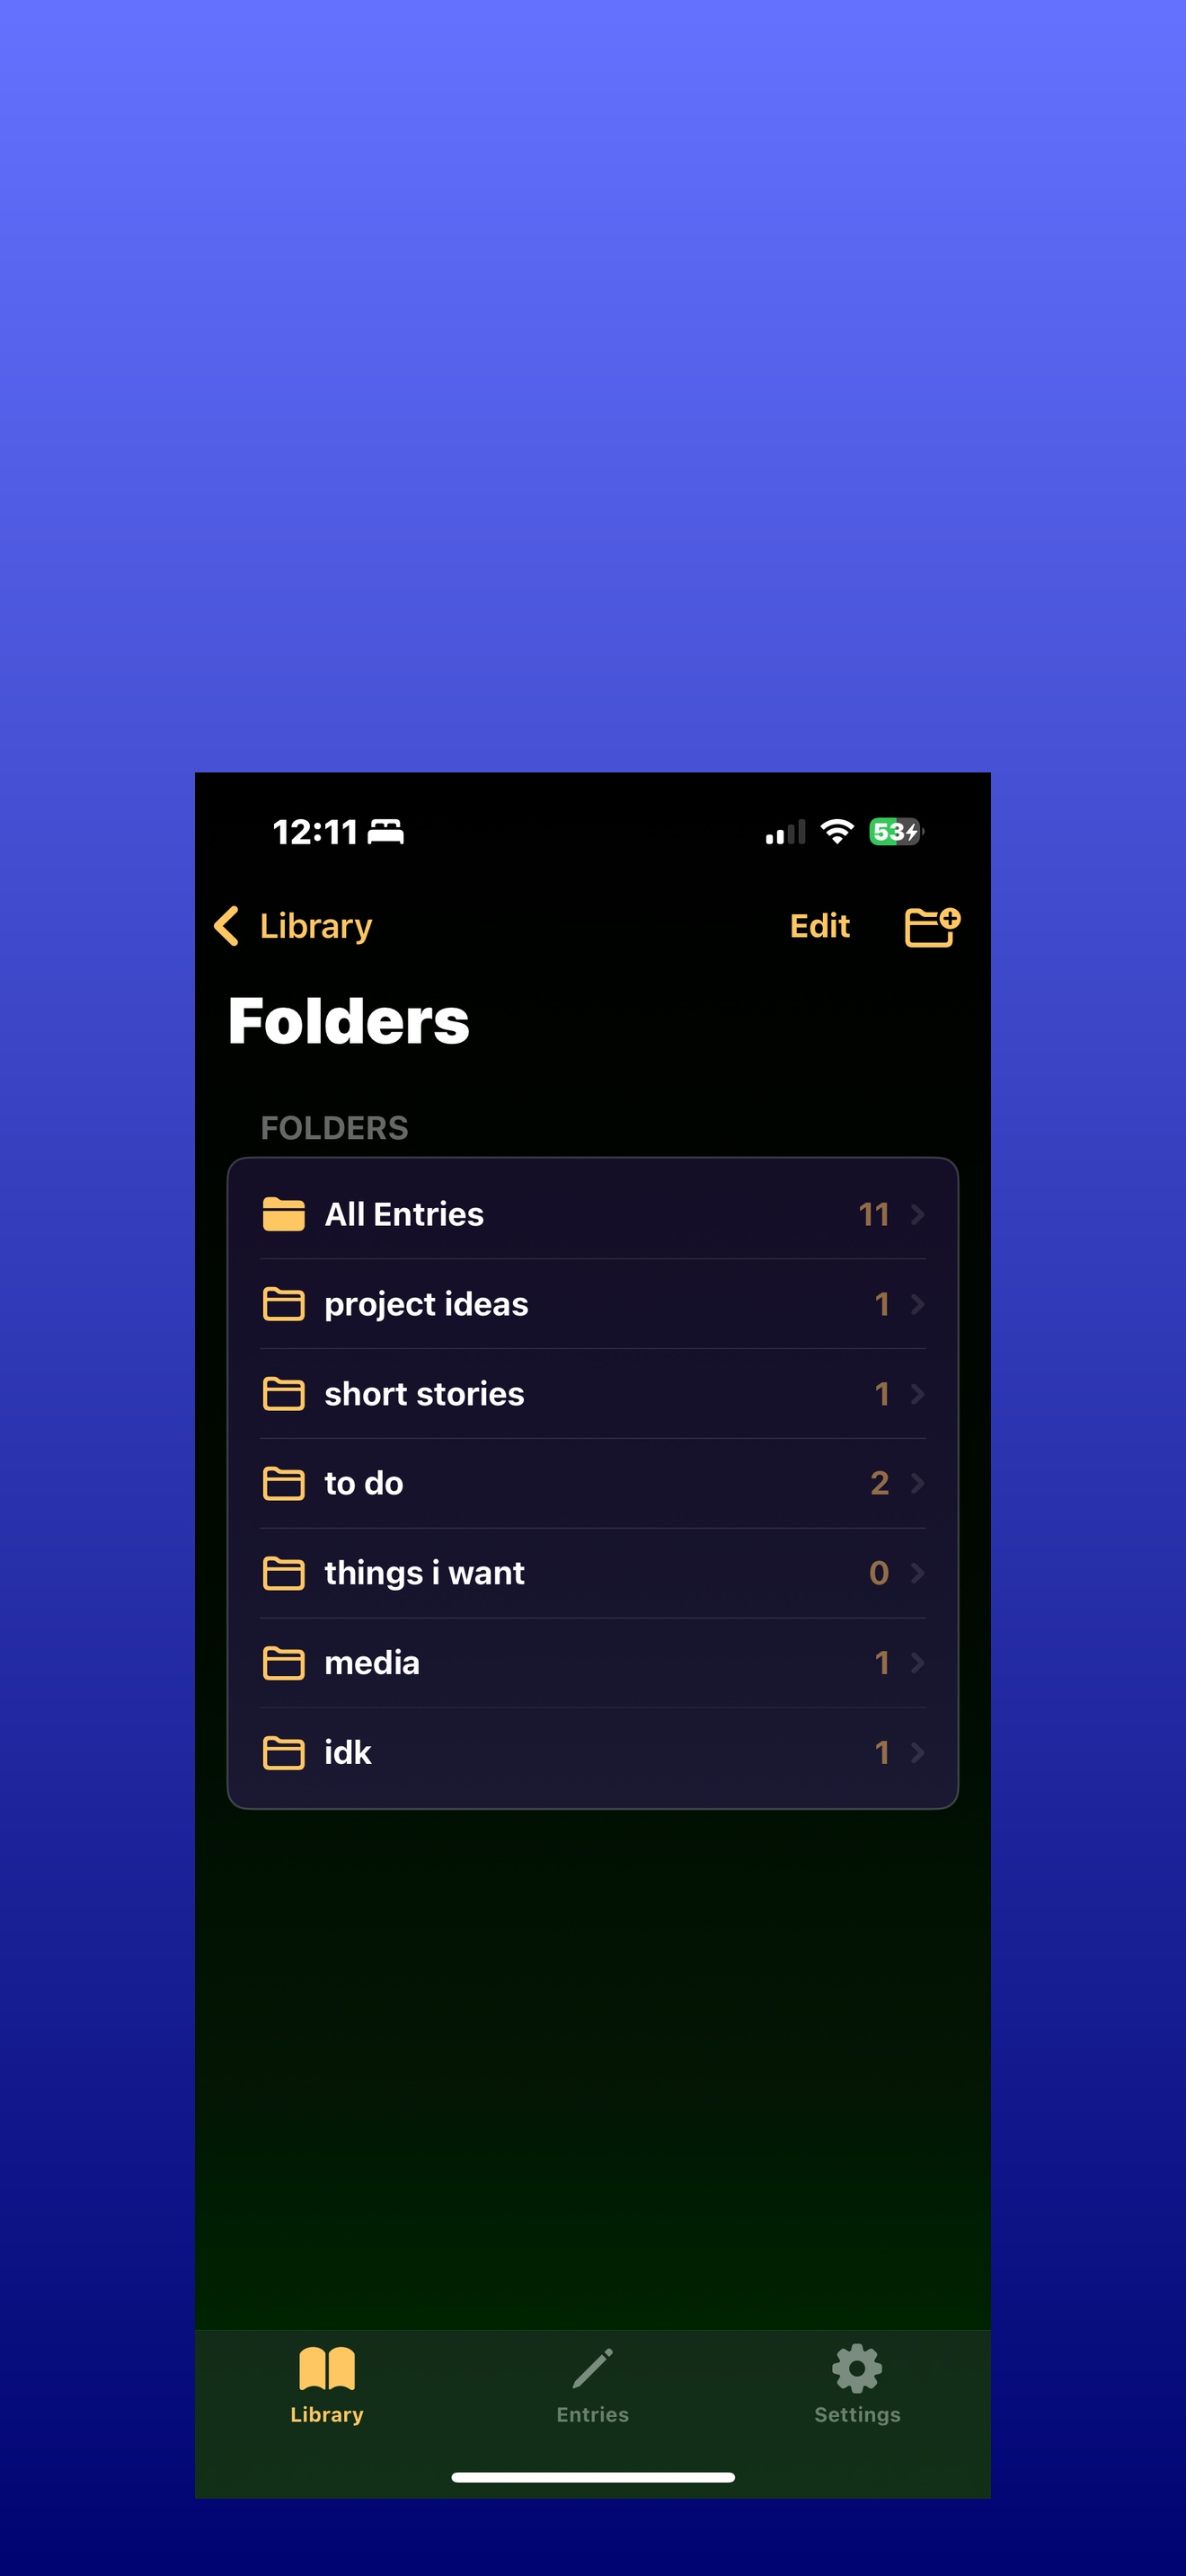 12:11
53
Library
Edit
Folders
FOLDERS
All Entries 11
project ideas 1
short stories 1
to do 2
things i want 0
media 1
idk 1
Library Entries Settings